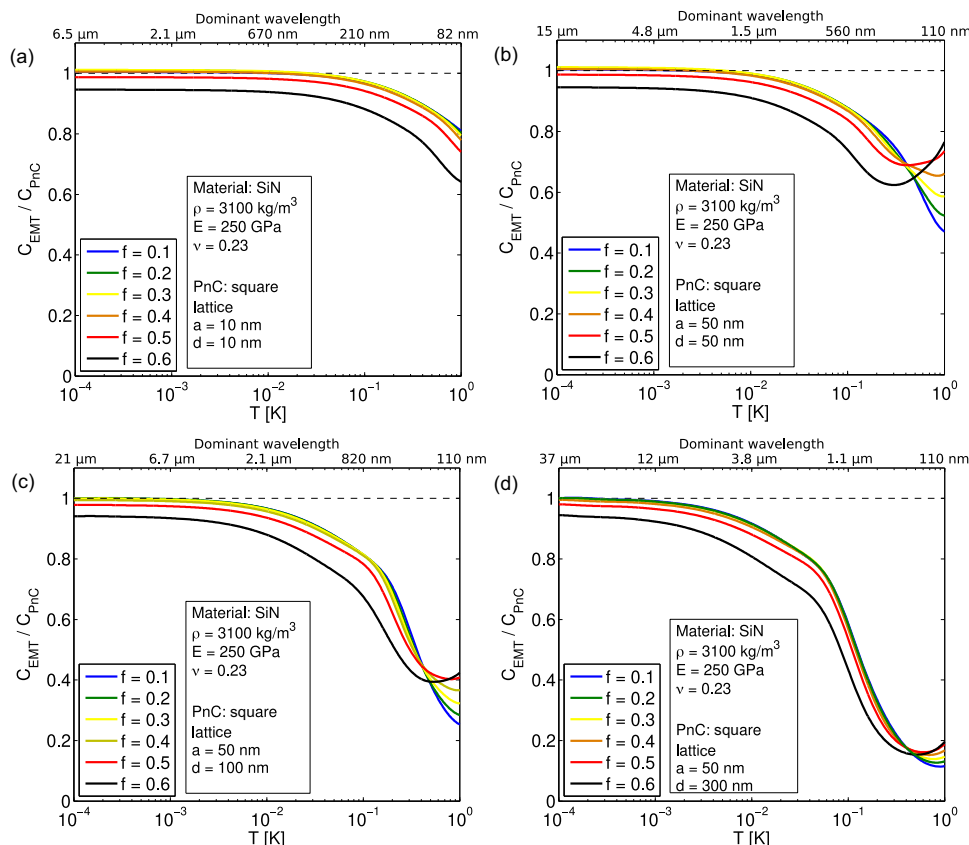 Dominant wavelength
6.5 μm 2.1 μm 670 nm 210 nm 82 nm
(a)
1
0.8
0.6
0.4
0.2
0
C_EMT / C_PnC
Material: SiN
ρ = 3100 kg/m³
E = 250 GPa
ν = 0.23
PnC: square
lattice
a = 10 nm
d = 10 nm
f = 0.1
f = 0.2
f = 0.3
f = 0.4
f = 0.5
f = 0.6
10⁻⁴ 10⁻³ 10⁻² 10⁻¹ 10⁰
T [K]
Dominant wavelength
15 μm 4.8 μm 1.5 μm 560 nm 110 nm
(b)
1
0.8
0.6
0.4
0.2
0
C_EMT / C_PnC
Material: SiN
ρ = 3100 kg/m³
E = 250 GPa
ν = 0.23
PnC: square
lattice
a = 50 nm
d = 50 nm
f = 0.1
f = 0.2
f = 0.3
f = 0.4
f = 0.5
f = 0.6
10⁻⁴ 10⁻³ 10⁻² 10⁻¹ 10⁰
T [K]
Dominant wavelength
21 μm 6.7 μm 2.1 μm 820 nm 110 nm
(c)
1
0.8
0.6
0.4
0.2
0
C_EMT / C_PnC
Material: SiN
ρ = 3100 kg/m³
E = 250 GPa
ν = 0.23
PnC: square
lattice
a = 50 nm
d = 100 nm
f = 0.1
f = 0.2
f = 0.3
f = 0.4
f = 0.5
f = 0.6
10⁻⁴ 10⁻³ 10⁻² 10⁻¹ 10⁰
T [K]
Dominant wavelength
37 μm 12 μm 3.8 μm 1.1 μm 110 nm
(d)
1
0.8
0.6
0.4
0.2
0
C_EMT / C_PnC
Material: SiN
ρ = 3100 kg/m³
E = 250 GPa
ν = 0.23
PnC: square
lattice
a = 50 nm
d = 300 nm
f = 0.1
f = 0.2
f = 0.3
f = 0.4
f = 0.5
f = 0.6
10⁻⁴ 10⁻³ 10⁻² 10⁻¹ 10⁰
T [K]